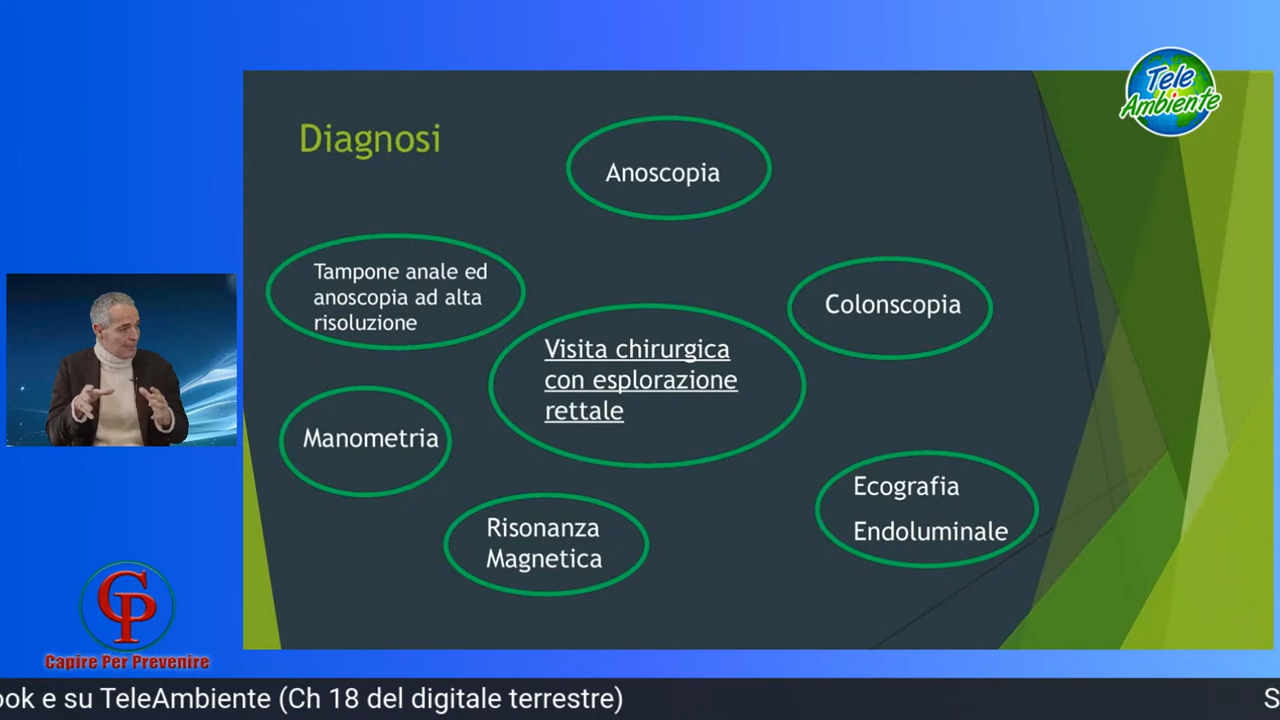 Tele
Ambiente
Diagnosi
Anoscopia
Tampone anale ed
anoscopia ad alta
risoluzione
Colonscopia
Visita chirurgica
con esplorazione
rettale
Manometria
Ecografia
Endoluminale
Risonanza
Magnetica
CP
Capire Per Prevenire
ook e su TeleAmbiente (Ch 18 del digitale terrestre)
S